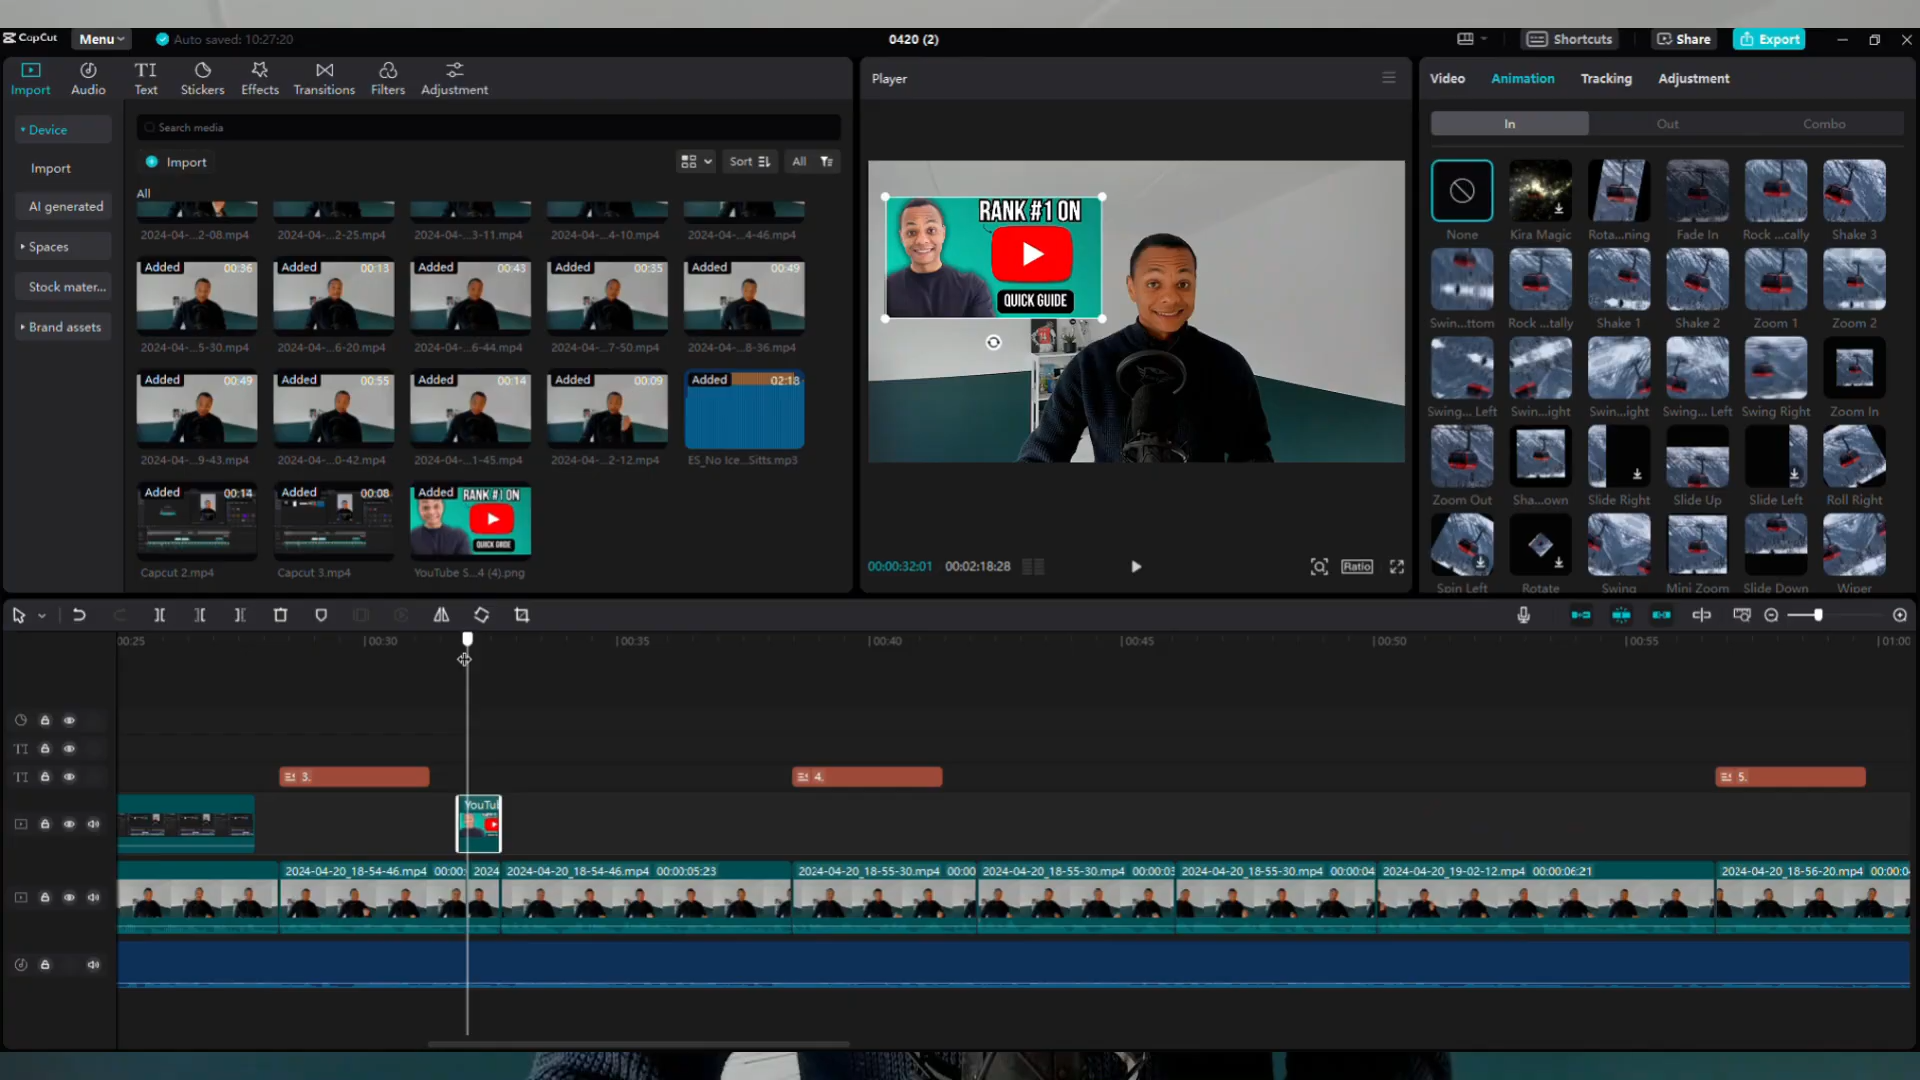 CapCut
Menu
Auto saved: 10:27:20
0420 (2)
Shortcuts
Share
Export
Import
Audio
Text
Stickers
Effects
Transitions
Filters
Adjustment
Player
Video
Animation
Tracking
Adjustment
Device
Import
AI generated
Spaces
Stock mater...
Brand assets
Search media
Import
Sort
All
All
2024-04-...2-08.mp4
2024-04-...2-25.mp4
2024-04-...3-11.mp4
2024-04-...4-10.mp4
2024-04-...4-46.mp4
Added 00:36
Added 00:13
Added 00:43
Added 00:35
Added 00:49
2024-04-...5-30.mp4
2024-04-...6-20.mp4
2024-04-...6-44.mp4
2024-04-...7-50.mp4
2024-04-...8-36.mp4
Added 00:49
Added 00:55
Added 00:14
Added 00:09
Added 02:18
2024-04-...9-43.mp4
2024-04-...0-42.mp4
2024-04-...1-45.mp4
2024-04-...2-12.mp4
ES_No Ice...Sitts.mp3
Added 00:14
Added 00:08
Added
RANK #1 ON
QUICK GUIDE
Capcut 2.mp4
Capcut 3.mp4
YouTube S...4 (4).png
RANK #1 ON
QUICK GUIDE
00:00:32:01
00:02:18:28
Ratio
In
Out
Combo
None
Kira Magic
Rota...ning
Fade In
Rock ...cally
Shake 3
Swin...ttom
Rock ...tally
Shake 1
Shake 2
Zoom 1
Zoom 2
Swing... Left
Swin...ight
Swin...ight
Swing... Left
Swing Right
Zoom In
Zoom Out
Sha...own
Slide Right
Slide Up
Slide Left
Roll Right
Spin Left
Rotate
Swing
Mini Zoom
Slide Down
Wiper
00:25
00:30
00:35
00:40
00:45
00:50
00:55
01:00
3.
4.
5.
YouTu
2024-04-20_18-54-46.mp4 00:00:
2024
2024-04-20_18-54-46.mp4 00:00:05:23
2024-04-20_18-55-30.mp4 00:00
2024-04-20_18-55-30.mp4 00:00:03
2024-04-20_18-55-30.mp4 00:00:04
2024-04-20_19-02-12.mp4 00:00:06:21
2024-04-20_18-56-20.mp4 00:00:0